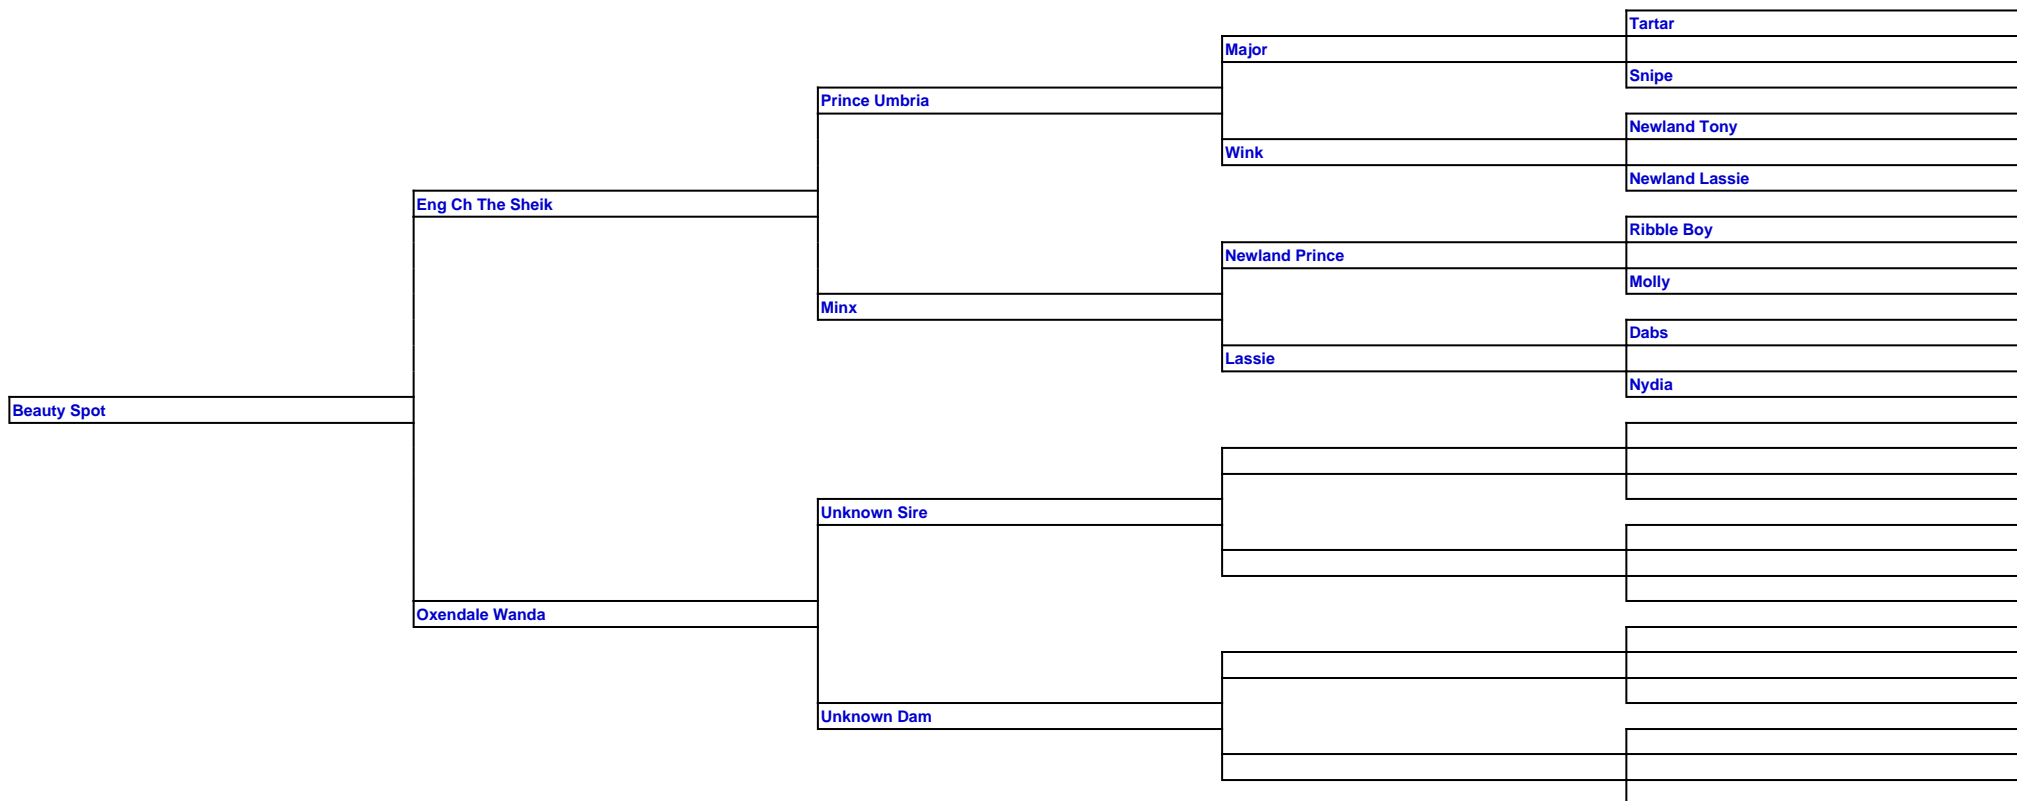 Tartar
Major
Snipe
Prince Umbria
Newland Tony
Wink
Newland Lassie
Eng Ch The Sheik
Ribble Boy
Newland Prince
Molly
Minx
Dabs
Lassie
Nydia
Beauty Spot
Unknown Sire
Oxendale Wanda
Unknown Dam